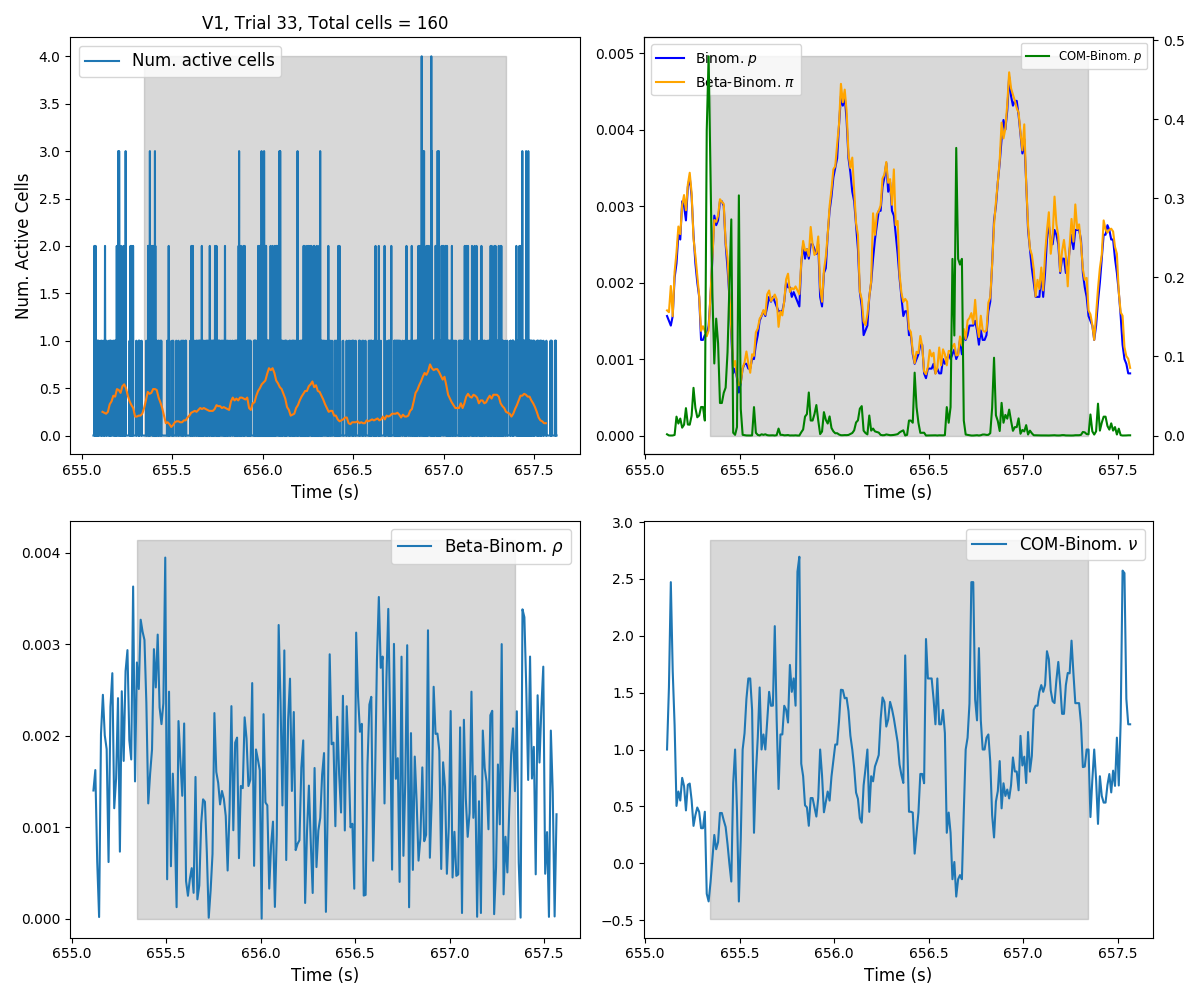 V1, Trial 33, Total cells = 160
Num. active cells
Num. Active Cells
4.0
3.5
3.0
2.5
2.0
1.5
1.0
0.5
0.0
655.0 655.5 656.0 656.5 657.0 657.5
Time (s)
Binom. p
Beta-Binom. π
COM-Binom. p
0.005
0.004
0.003
0.002
0.001
0.000
0.5
0.4
0.3
0.2
0.1
0.0
655.0 655.5 656.0 656.5 657.0 657.5
Time (s)
Beta-Binom. ρ
0.004
0.003
0.002
0.001
0.000
655.0 655.5 656.0 656.5 657.0 657.5
Time (s)
COM-Binom. ν
3.0
2.5
2.0
1.5
1.0
0.5
0.0
−0.5
655.0 655.5 656.0 656.5 657.0 657.5
Time (s)